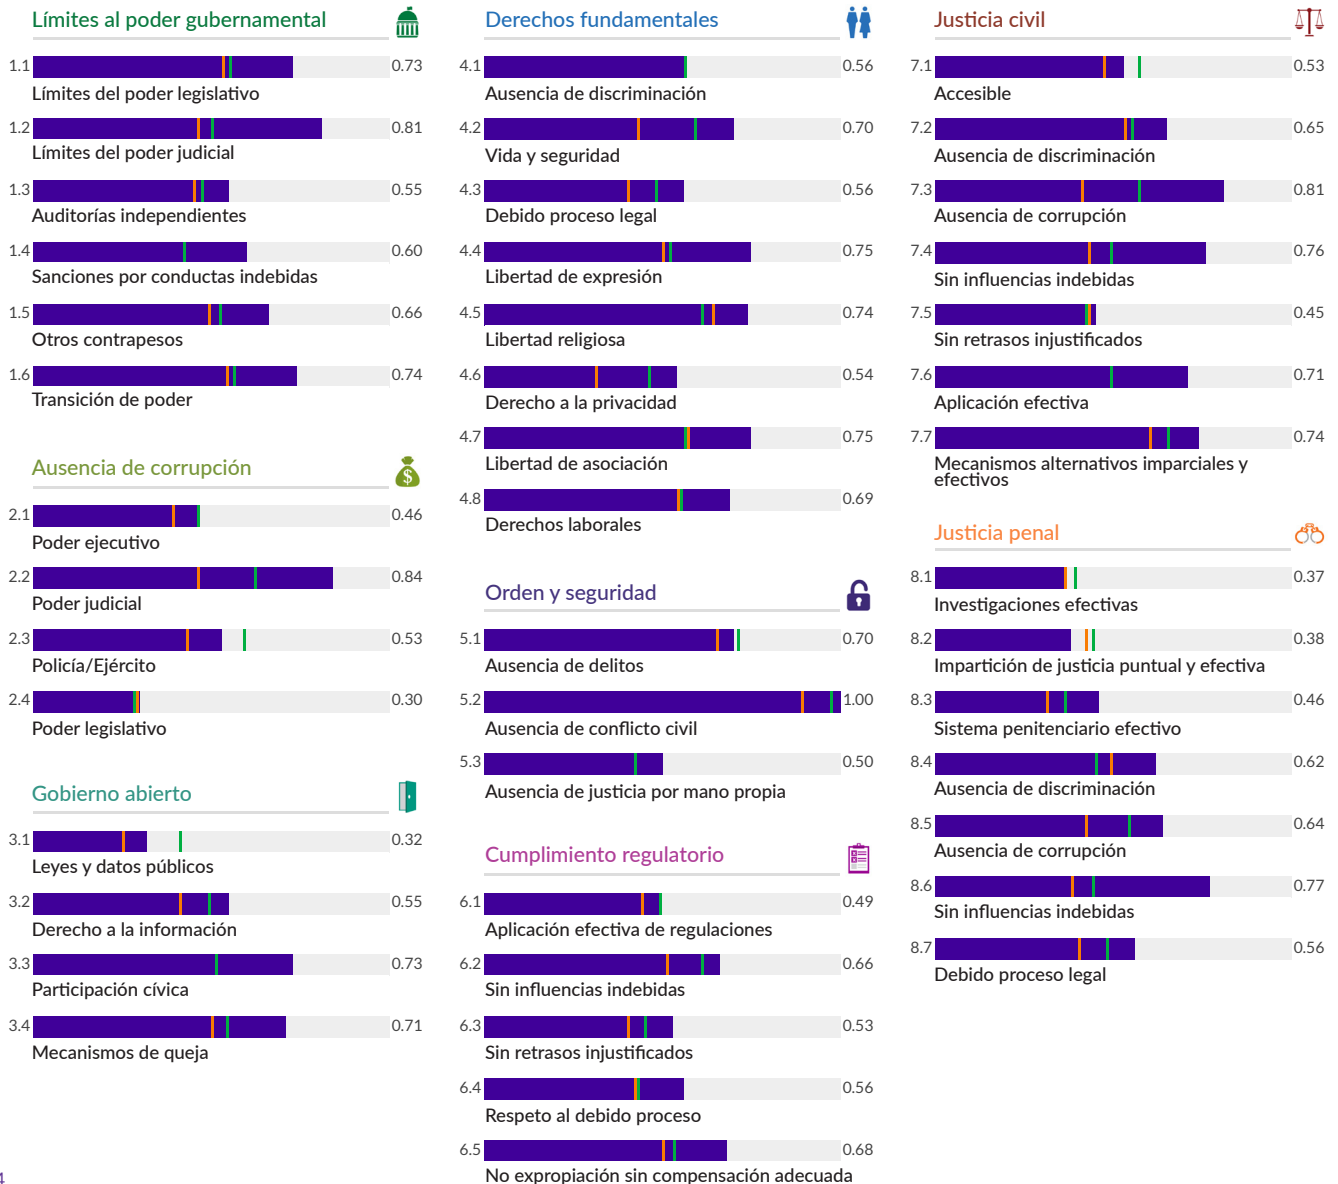 Límites al poder gubernamental
1.1 0.73
Límites del poder legislativo
1.2 0.81
Límites del poder judicial
1.3 0.55
Auditorías independientes
1.4 0.60
Sanciones por conductas indebidas
1.5 0.66
Otros contrapesos
1.6 0.74
Transición de poder
Ausencia de corrupción
$
2.1 0.46
Poder ejecutivo
2.2 0.84
Poder judicial
2.3 0.53
Policía/Ejército
2.4 0.30
Poder legislativo
Gobierno abierto
3.1 0.32
Leyes y datos públicos
3.2 0.55
Derecho a la información
3.3 0.73
Participación cívica
3.4 0.71
Mecanismos de queja
Derechos fundamentales
4.1 0.56
Ausencia de discriminación
4.2 0.70
Vida y seguridad
4.3 0.56
Debido proceso legal
4.4 0.75
Libertad de expresión
4.5 0.74
Libertad religiosa
4.6 0.54
Derecho a la privacidad
4.7 0.75
Libertad de asociación
4.8 0.69
Derechos laborales
Orden y seguridad
5.1 0.70
Ausencia de delitos
5.2 1.00
Ausencia de conflicto civil
5.3 0.50
Ausencia de justicia por mano propia
Cumplimiento regulatorio
6.1 0.49
Aplicación efectiva de regulaciones
6.2 0.66
Sin influencias indebidas
6.3 0.53
Sin retrasos injustificados
6.4 0.56
Respeto al debido proceso
6.5 0.68
No expropiación sin compensación adecuada
Justicia civil
7.1 0.53
Accesible
7.2 0.65
Ausencia de discriminación
7.3 0.81
Ausencia de corrupción
7.4 0.76
Sin influencias indebidas
7.5 0.45
Sin retrasos injustificados
7.6 0.71
Aplicación efectiva
7.7 0.74
Mecanismos alternativos imparciales y
efectivos
Justicia penal
8.1 0.37
Investigaciones efectivas
8.2 0.38
Impartición de justicia puntual y efectiva
8.3 0.46
Sistema penitenciario efectivo
8.4 0.62
Ausencia de discriminación
8.5 0.64
Ausencia de corrupción
8.6 0.77
Sin influencias indebidas
8.7 0.56
Debido proceso legal
4